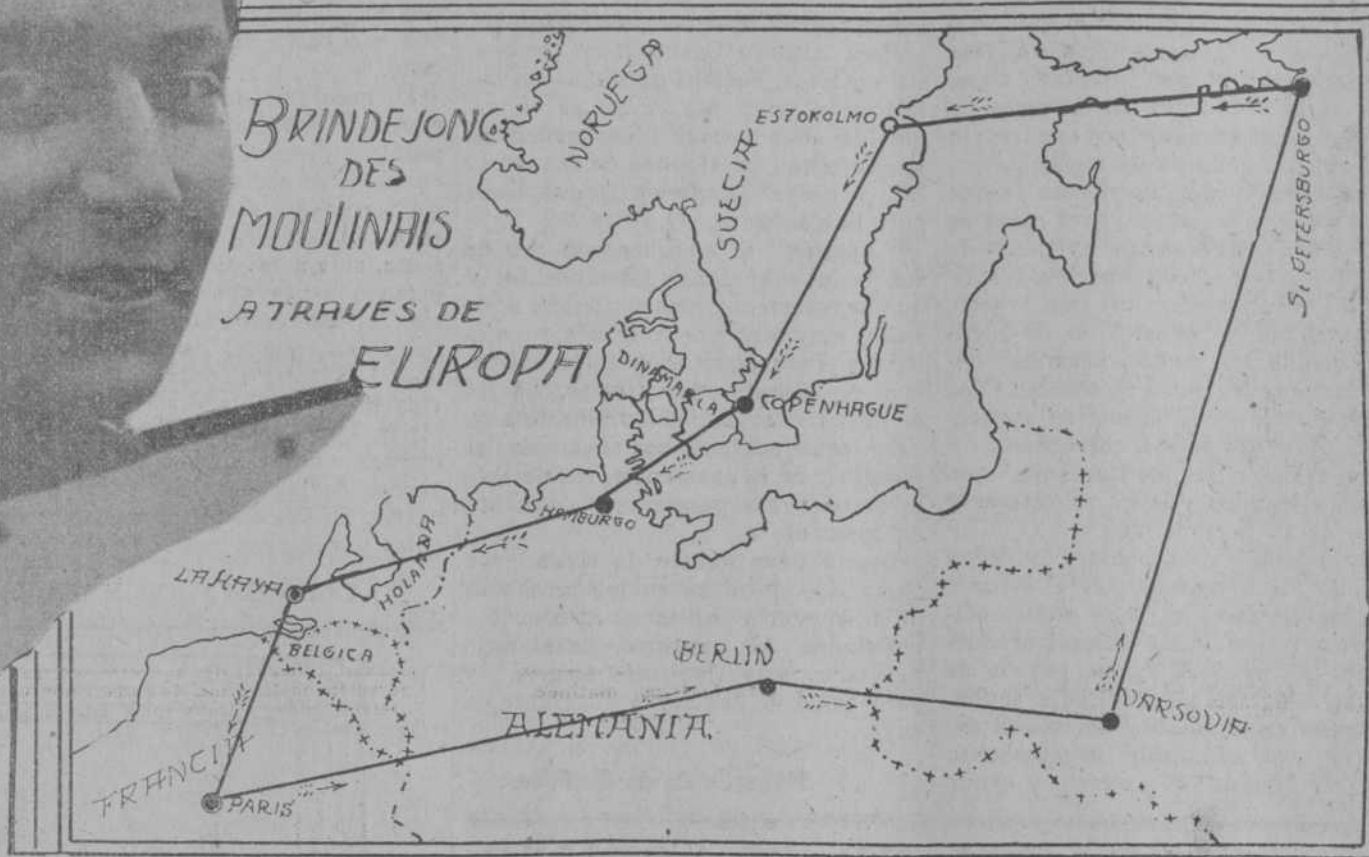 BRINDEJONC
DES
MOULINAIS
A TRAVES DE
EUROPA
NORUEGA
SUECIA
ESTOKOLMO
St. PETERSBURGO
DINAMARCA
COPENHAGUE
HAMBURGO
LA HAYA
HOLANDA
BELGICA
BERLIN
ALEMANIA
VARSOVIA
FRANCIA
PARIS